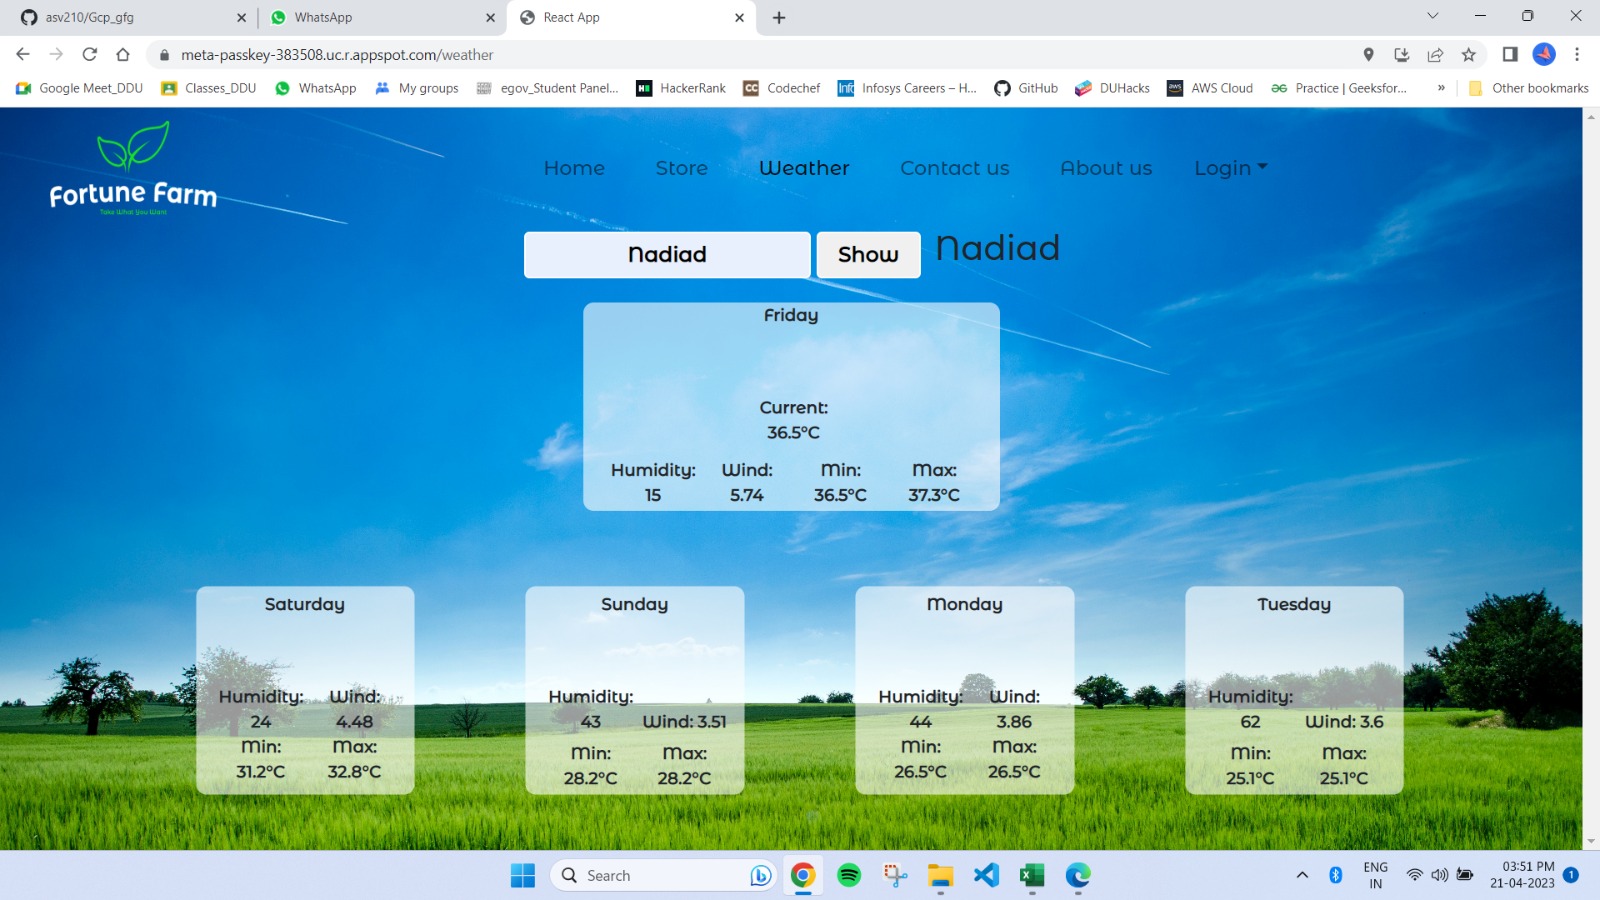 asv210/Gcp_gfg
WhatsApp
React App
meta-passkey-383508.uc.r.appspot.com/weather
Google Meet_DDU
Classes_DDU
WhatsApp
My groups
egov_Student Panel...
HackerRank
CC
Codechef
Infosys Careers – H...
GitHub
DUHacks
aws
AWS Cloud
Practice | Geeksfor...
»
Other bookmarks
Fortune Farm
Take What You Want
Home
Store
Weather
Contact us
About us
Login
Nadiad
Show
Nadiad
Friday
Current:
36.5°C
Humidity: Wind: Min: Max:
15 5.74 36.5°C 37.3°C
Saturday
Humidity: Wind:
24 4.48
Min: Max:
31.2°C 32.8°C
Sunday
Humidity:
43 Wind: 3.51
Min: Max:
28.2°C 28.2°C
Monday
Humidity: Wind:
44 3.86
Min: Max:
26.5°C 26.5°C
Tuesday
Humidity:
62 Wind: 3.6
Min: Max:
25.1°C 25.1°C
Search
ENG
IN
03:51 PM
21-04-2023
1